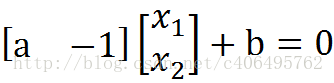 [a  -1] [x₁ x₂] + b = 0
http://blog.csdn.net/c406495762